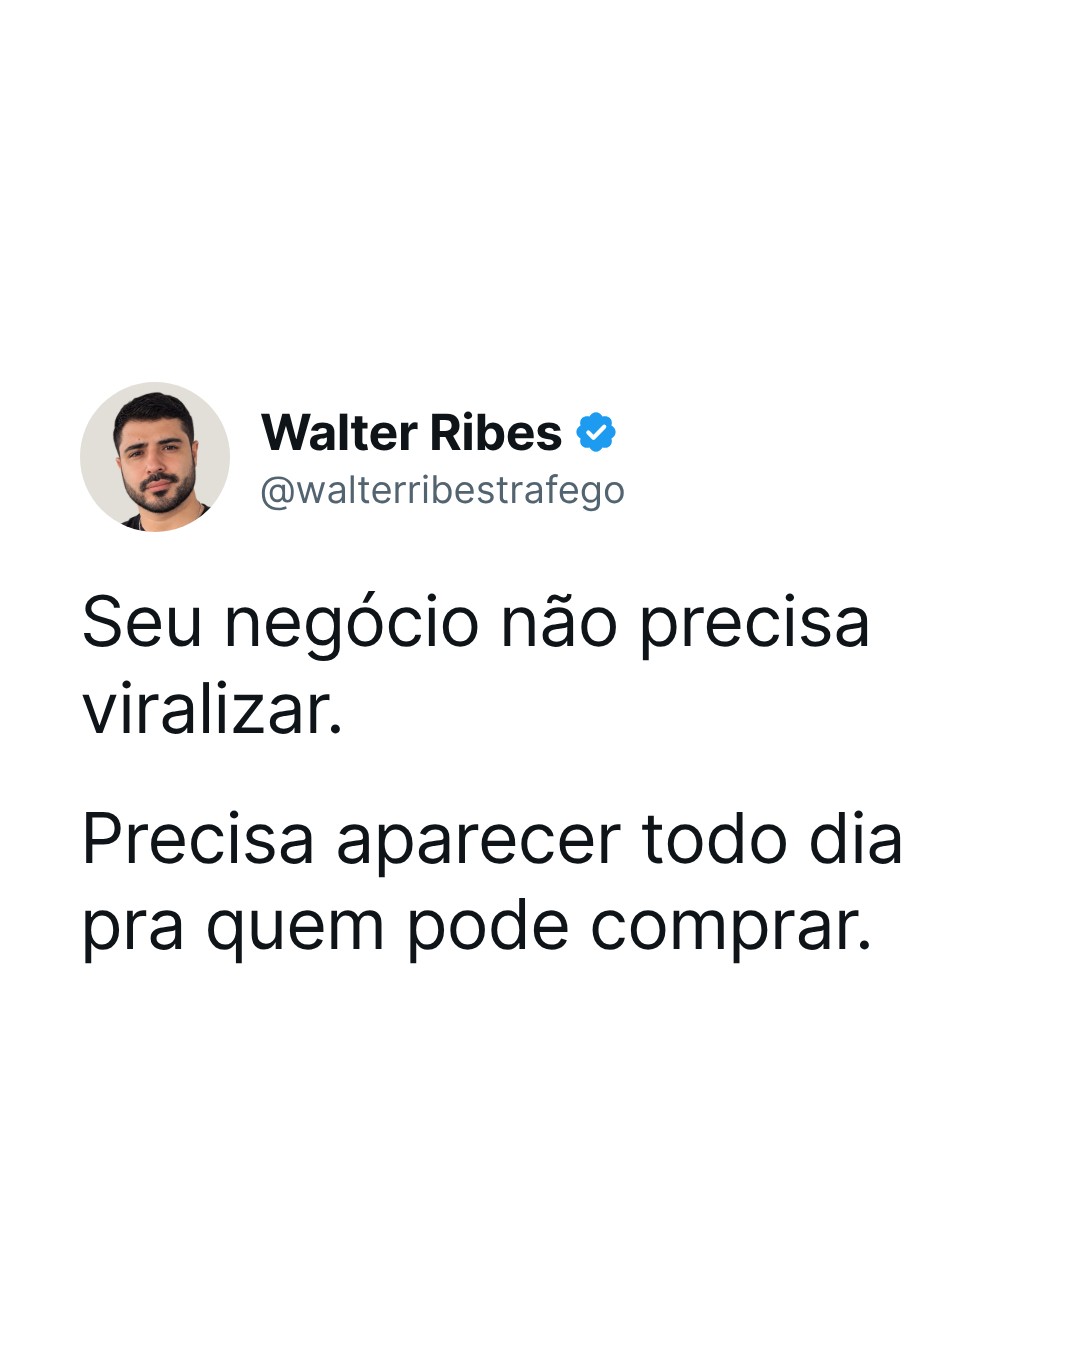 Walter Ribes
@walterribestrafego
Seu negócio não precisa
viralizar.
Precisa aparecer todo dia
pra quem pode comprar.